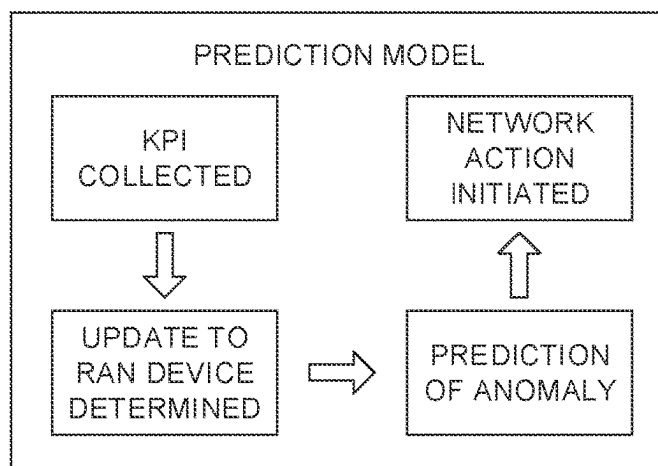 PREDICTION MODEL
KPI
COLLECTED
UPDATE TO
RAN DEVICE
DETERMINED
PREDICTION
OF ANOMALY
NETWORK
ACTION
INITIATED